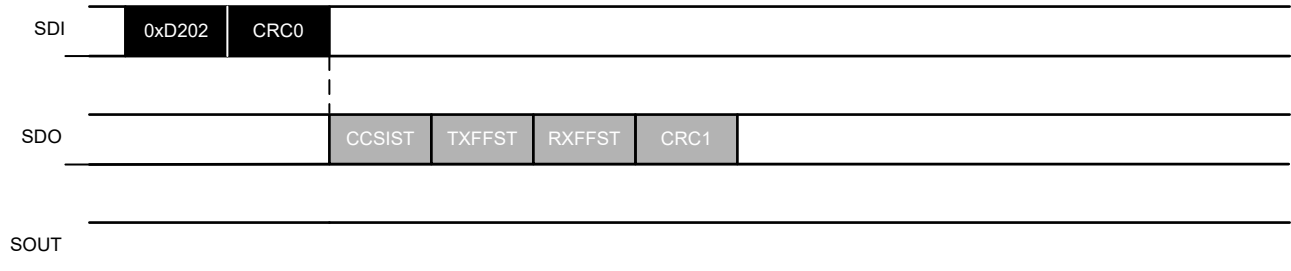 SDI 0xD202 CRC0
SDO CCSIST TXFFST RXFFST CRC1
SOUT